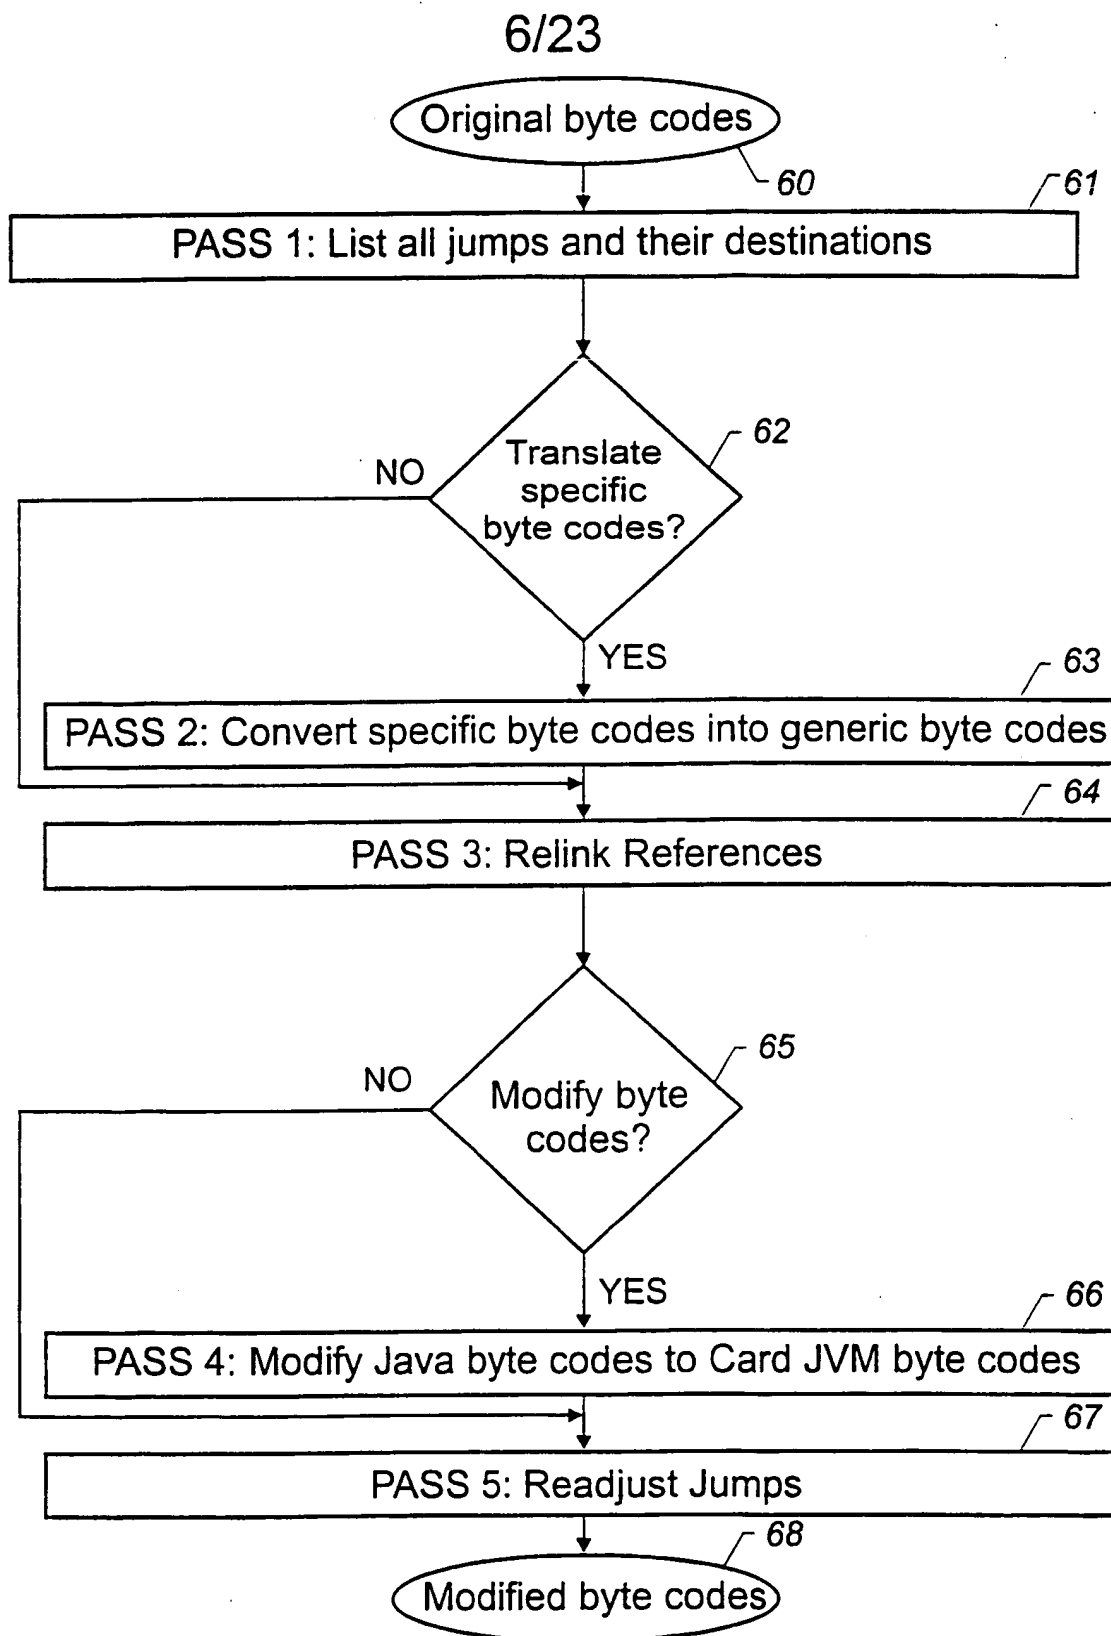 6/23
Original byte codes
60
61
PASS 1: List all jumps and their destinations
62
Translate
specific
byte codes?
NO
YES
63
PASS 2: Convert specific byte codes into generic byte codes
64
PASS 3: Relink References
65
NO
Modify byte
codes?
YES
66
PASS 4: Modify Java byte codes to Card JVM byte codes
67
PASS 5: Readjust Jumps
68
Modified byte codes